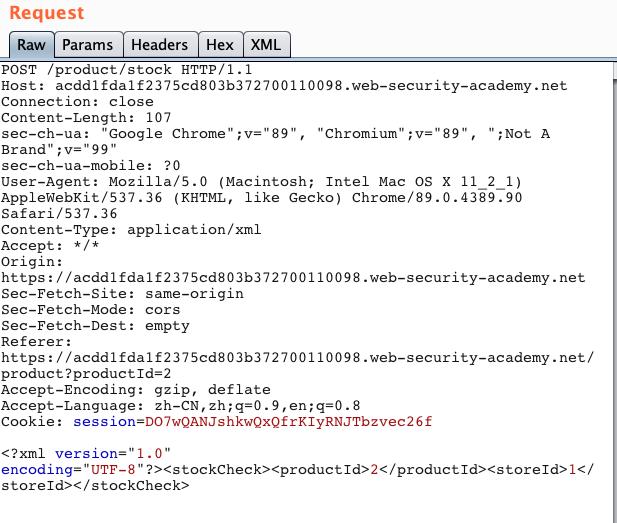 Request
Raw Params Headers Hex XML
POST /product/stock HTTP/1.1
Host: acdd1fda1f2375cd803b372700110098.web-security-academy.net
Connection: close
Content-Length: 107
sec-ch-ua: "Google Chrome";v="89", "Chromium";v="89", ";Not A
Brand";v="99"
sec-ch-ua-mobile: ?0
User-Agent: Mozilla/5.0 (Macintosh; Intel Mac OS X 11_2_1)
AppleWebKit/537.36 (KHTML, like Gecko) Chrome/89.0.4389.90
Safari/537.36
Content-Type: application/xml
Accept: */*
Origin:
https://acdd1fda1f2375cd803b372700110098.web-security-academy.net
Sec-Fetch-Site: same-origin
Sec-Fetch-Mode: cors
Sec-Fetch-Dest: empty
Referer:
https://acdd1fda1f2375cd803b372700110098.web-security-academy.net/
product?productId=2
Accept-Encoding: gzip, deflate
Accept-Language: zh-CN,zh;q=0.9,en;q=0.8
Cookie: session=DO7wQANJshkwQxQfrKIyRNJTbzvec26f

<?xml version="1.0"
encoding="UTF-8"?><stockCheck><productId>2</productId><storeId>1</
storeId></stockCheck>